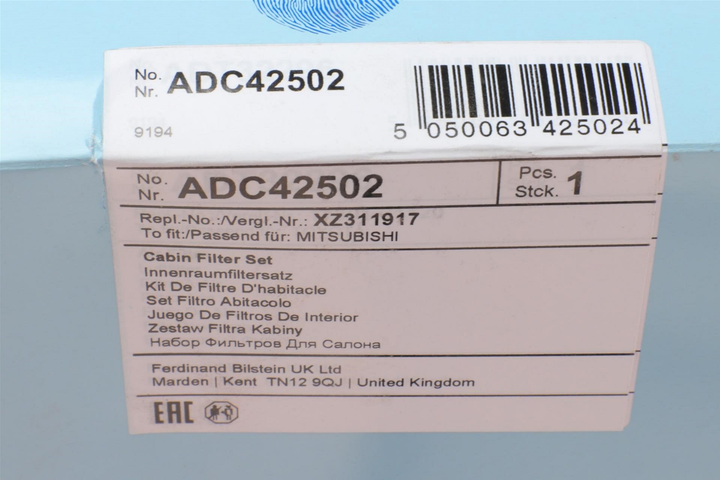 No.
Nr. ADC42502
9194
5 050063 425024
No.
Nr. ADC42502
Pcs.
Stck. 1
Repl.-No.:/Vergl.-Nr.: XZ311917
To fit:/Passend für: MITSUBISHI
Cabin Filter Set
Innenraumfiltersatz
Kit De Filtre D'habitacle
Set Filtro Abitacolo
Juego De Filtros De Interior
Zestaw Filtra Kabiny
Набор Фильтров Для Салона
Ferdinand Bilstein UK Ltd
Marden | Kent TN12 9QJ | United Kingdom
EAC